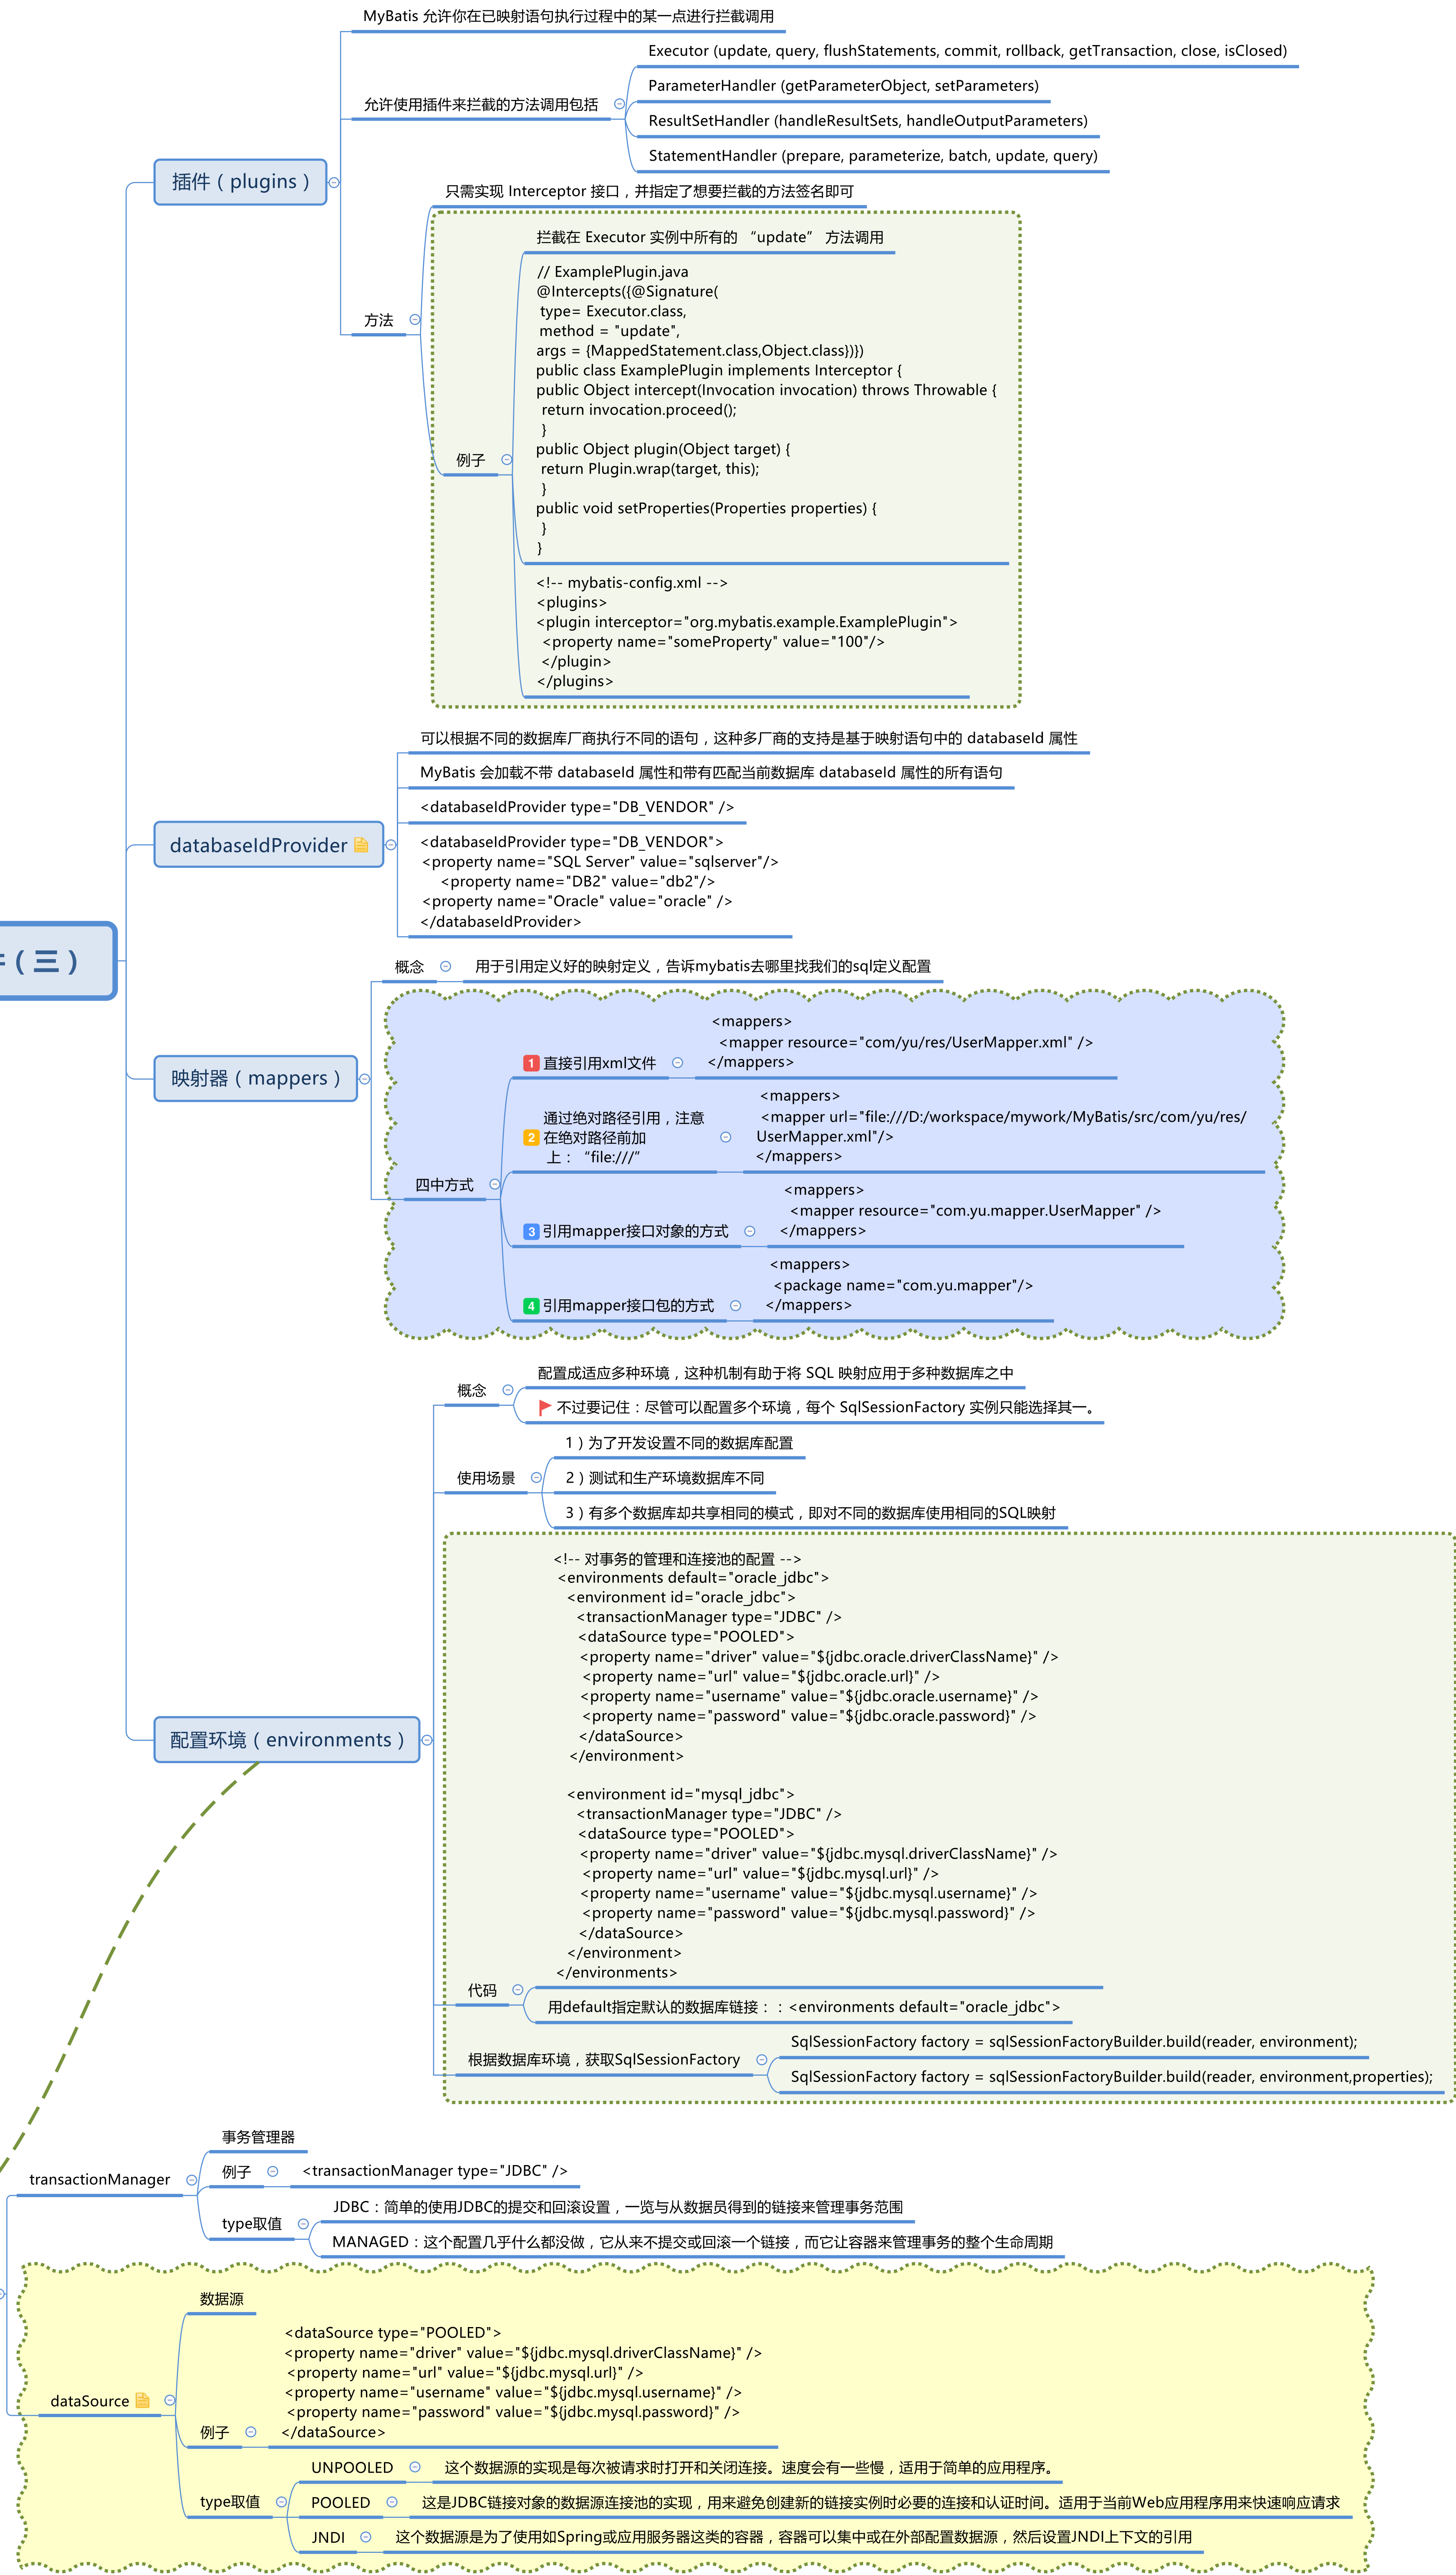 MyBatis 允许你在已映射语句执行过程中的某一点进行拦截调用
Executor (update, query, flushStatements, commit, rollback, getTransaction, close, isClosed)
ParameterHandler (getParameterObject, setParameters)
允许使用插件来拦截的方法调用包括
ResultSetHandler (handleResultSets, handleOutputParameters)
StatementHandler (prepare, parameterize, batch, update, query)
插件（plugins）
只需实现 Interceptor 接口，并指定了想要拦截的方法签名即可
拦截在 Executor 实例中所有的 “update” 方法调用
// ExamplePlugin.java
@Intercepts({@Signature(
type= Executor.class,
method = "update",
args = {MappedStatement.class,Object.class})})
public class ExamplePlugin implements Interceptor {
public Object intercept(Invocation invocation) throws Throwable {
return invocation.proceed();
}
public Object plugin(Object target) {
return Plugin.wrap(target, this);
}
public void setProperties(Properties properties) {
}
}
方法
例子
<!-- mybatis-config.xml -->
<plugins>
<plugin interceptor="org.mybatis.example.ExamplePlugin">
<property name="someProperty" value="100"/>
</plugin>
</plugins>
可以根据不同的数据库厂商执行不同的语句，这种多厂商的支持是基于映射语句中的 databaseId 属性
MyBatis 会加载不带 databaseId 属性和带有匹配当前数据库 databaseId 属性的所有语句
<databaseIdProvider type="DB_VENDOR" />
databaseIdProvider
<databaseIdProvider type="DB_VENDOR">
<property name="SQL Server" value="sqlserver"/>
<property name="DB2" value="db2"/>
<property name="Oracle" value="oracle" />
</databaseIdProvider>
（三）
概念
用于引用定义好的映射定义，告诉mybatis去哪里找我们的sql定义配置
映射器（mappers）
四中方式
1 直接引用xml文件
<mappers>
<mapper resource="com/yu/res/UserMapper.xml" />
</mappers>
通过绝对路径引用，注意
2 在绝对路径前加
上：“file:///”
<mappers>
<mapper url="file:///D:/workspace/mywork/MyBatis/src/com/yu/res/
UserMapper.xml"/>
</mappers>
3 引用mapper接口对象的方式
<mappers>
<mapper resource="com.yu.mapper.UserMapper" />
</mappers>
4 引用mapper接口包的方式
<mappers>
<package name="com.yu.mapper"/>
</mappers>
配置环境（environments）
概念
配置成适应多种环境，这种机制有助于将 SQL 映射应用于多种数据库之中
不过要记住：尽管可以配置多个环境，每个 SqlSessionFactory 实例只能选择其一。
使用场景
1）为了开发设置不同的数据库配置
2）测试和生产环境数据库不同
3）有多个数据库却共享相同的模式，即对不同的数据库使用相同的SQL映射
代码
<!-- 对事务的管理和连接池的配置 -->
<environments default="oracle_jdbc">
<environment id="oracle_jdbc">
<transactionManager type="JDBC" />
<dataSource type="POOLED">
<property name="driver" value="${jdbc.oracle.driverClassName}" />
<property name="url" value="${jdbc.oracle.url}" />
<property name="username" value="${jdbc.oracle.username}" />
<property name="password" value="${jdbc.oracle.password}" />
</dataSource>
</environment>
<environment id="mysql_jdbc">
<transactionManager type="JDBC" />
<dataSource type="POOLED">
<property name="driver" value="${jdbc.mysql.driverClassName}" />
<property name="url" value="${jdbc.mysql.url}" />
<property name="username" value="${jdbc.mysql.username}" />
<property name="password" value="${jdbc.mysql.password}" />
</dataSource>
</environment>
</environments>
用default指定默认的数据库链接：：<environments default="oracle_jdbc">
根据数据库环境，获取SqlSessionFactory
SqlSessionFactory factory = sqlSessionFactoryBuilder.build(reader, environment);
SqlSessionFactory factory = sqlSessionFactoryBuilder.build(reader, environment,properties);
transactionManager
事务管理器
例子
<transactionManager type="JDBC" />
type取值
JDBC：简单的使用JDBC的提交和回滚设置，一览与从数据员得到的链接来管理事务范围
MANAGED：这个配置几乎什么都没做，它从来不提交或回滚一个链接，而它让容器来管理事务的整个生命周期
dataSource
数据源
例子
<dataSource type="POOLED">
<property name="driver" value="${jdbc.mysql.driverClassName}" />
<property name="url" value="${jdbc.mysql.url}" />
<property name="username" value="${jdbc.mysql.username}" />
<property name="password" value="${jdbc.mysql.password}" />
</dataSource>
type取值
UNPOOLED
这个数据源的实现是每次被请求时打开和关闭连接。速度会有一些慢，适用于简单的应用程序。
POOLED
这是JDBC链接对象的数据源连接池的实现，用来避免创建新的链接实例时必要的连接和认证时间。适用于当前Web应用程序用来快速响应请求
JNDI
这个数据源是为了使用如Spring或应用服务器这类的容器，容器可以集中或在外部配置数据源，然后设置JNDI上下文的引用